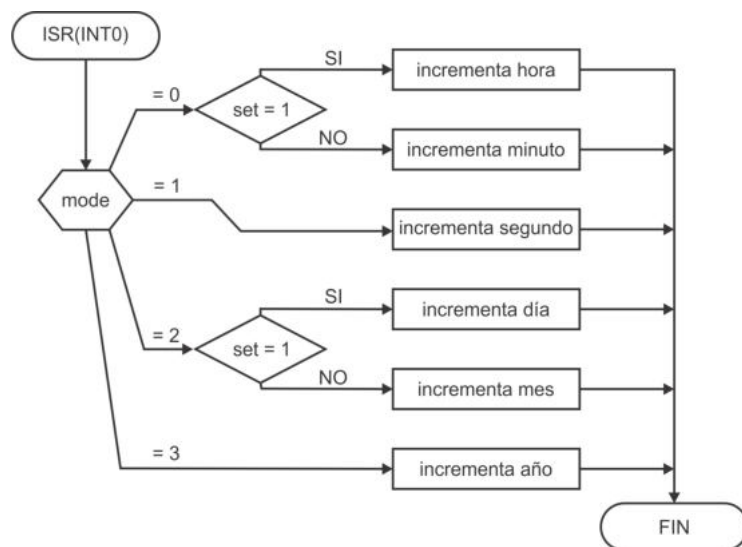 ISR(INT0)
SI
incrementa hora
= 0
set = 1
NO
incrementa minuto
mode
= 1
incrementa segundo
SI
incrementa día
= 2
set = 1
NO
incrementa mes
= 3
incrementa año
FIN